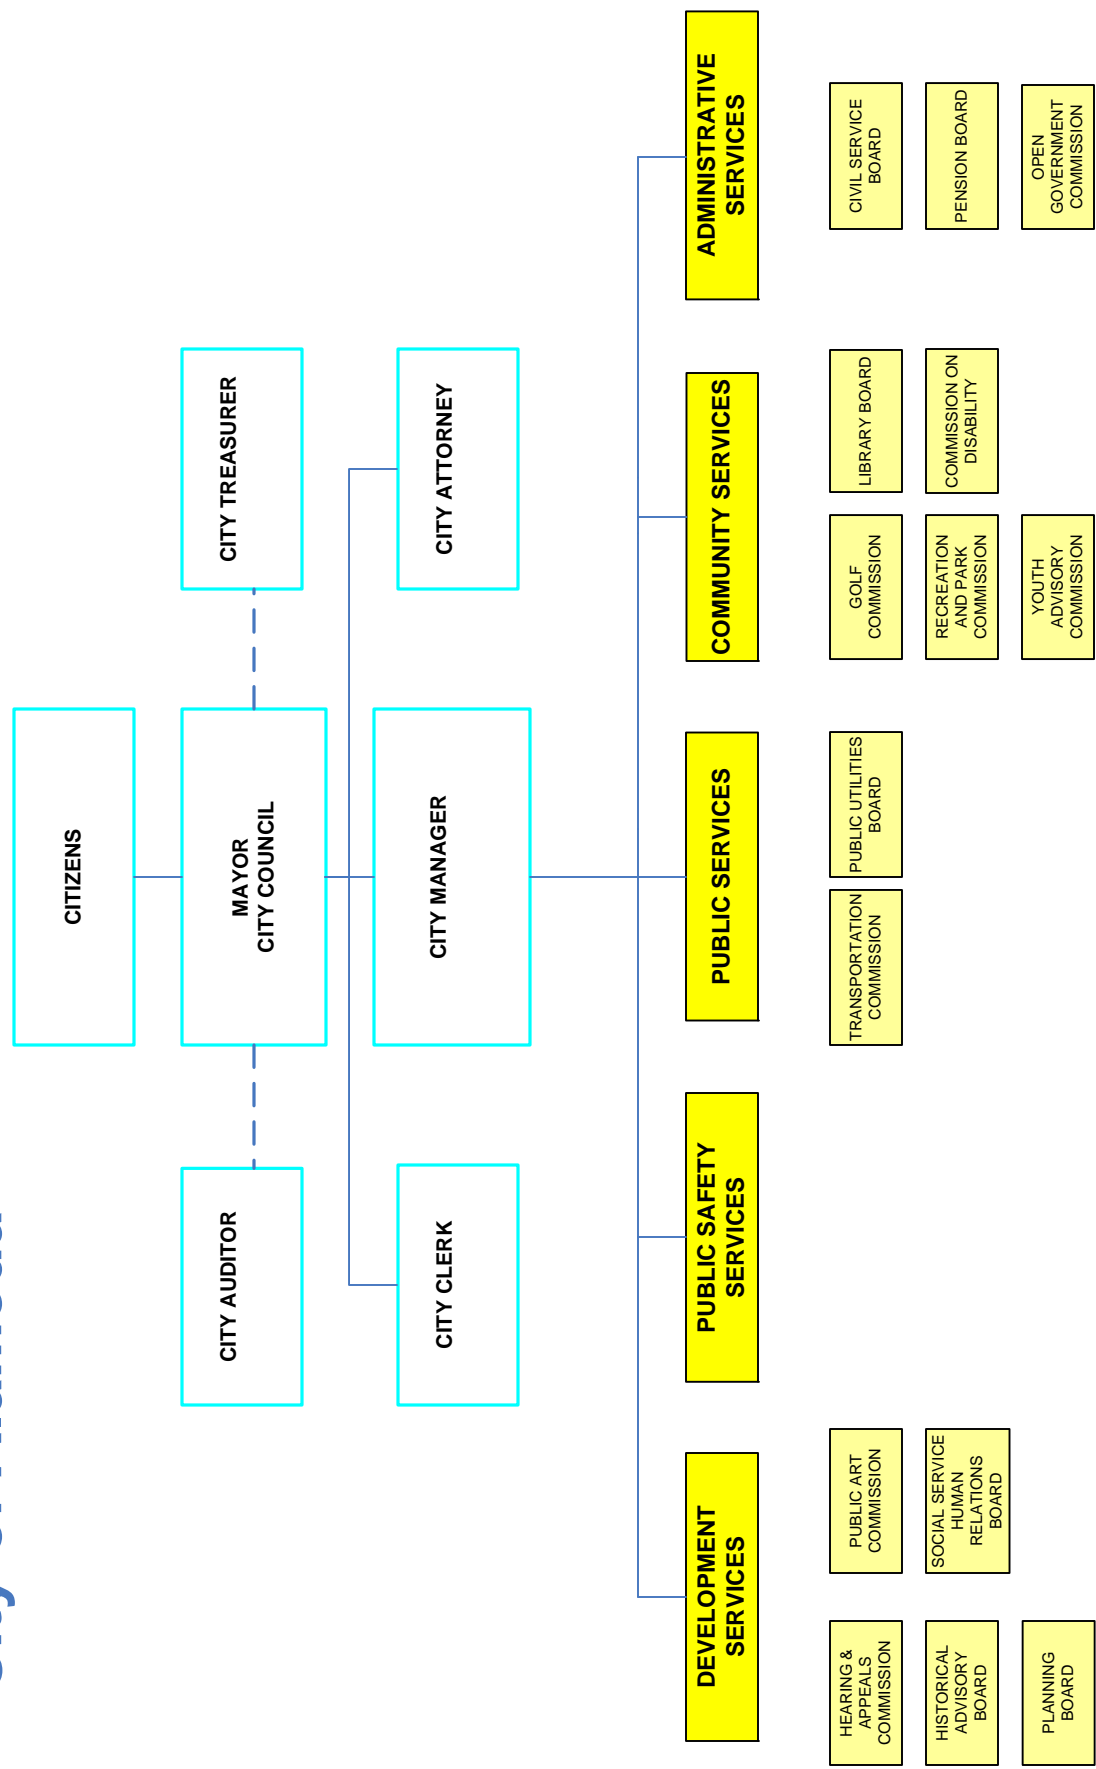 CITIZENS
CITY AUDITOR
MAYOR
CITY COUNCIL
CITY TREASURER
CITY CLERK
CITY MANAGER
CITY ATTORNEY
DEVELOPMENT
SERVICES
PUBLIC SAFETY
SERVICES
PUBLIC SERVICES
COMMUNITY SERVICES
ADMINISTRATIVE
SERVICES
HEARING &
APPEALS
COMMISSION
PUBLIC ART
COMMISSION
HISTORICAL
ADVISORY
BOARD
SOCIAL SERVICE
HUMAN
RELATIONS
BOARD
PLANNING
BOARD
TRANSPORTATION
COMMISSION
PUBLIC UTILITIES
BOARD
GOLF
COMMISSION
LIBRARY BOARD
RECREATION
AND PARK
COMMISSION
COMMISSION ON
DISABILITY
YOUTH
ADVISORY
COMMISSION
CIVIL SERVICE
BOARD
PENSION BOARD
OPEN
GOVERNMENT
COMMISSION